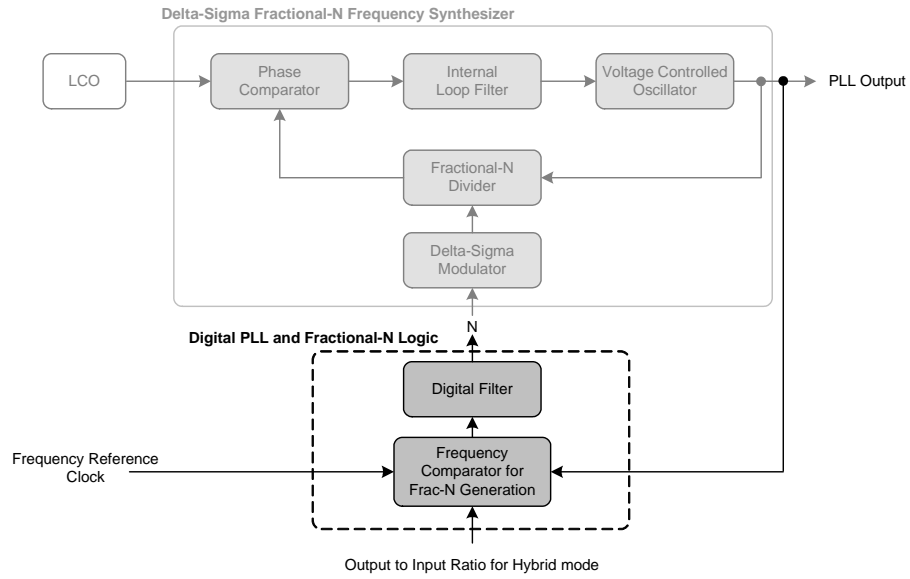 Delta-Sigma Fractional-N Frequency Synthesizer
LCO
Phase
Comparator
Internal
Loop Filter
Voltage Controlled
Oscillator
PLL Output
Fractional-N
Divider
Delta-Sigma
Modulator
N
Digital PLL and Fractional-N Logic
Digital Filter
Frequency Reference
Clock
Frequency
Comparator for
Frac-N Generation
Output to Input Ratio for Hybrid mode